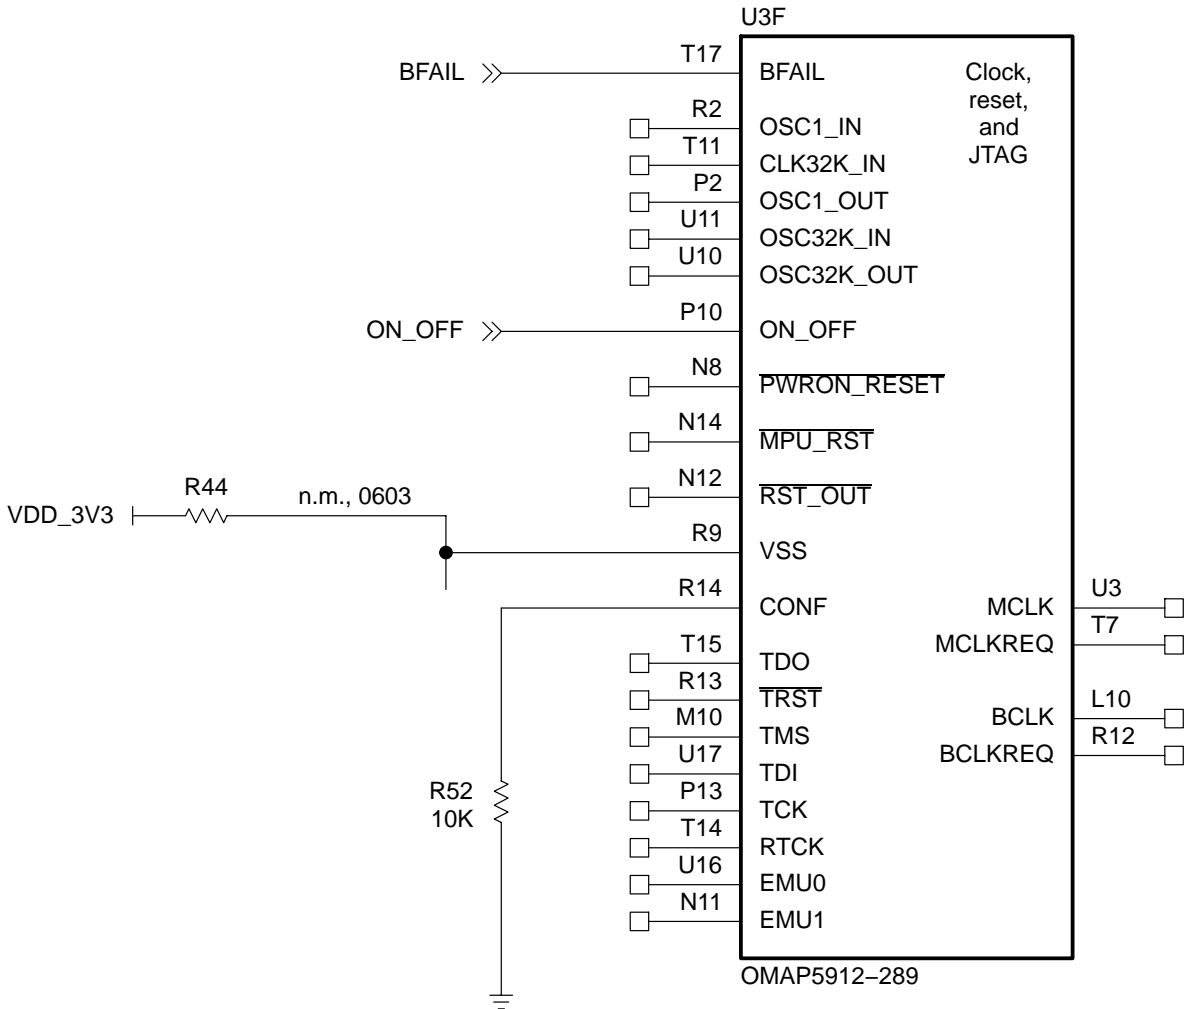 U3F
BFAIL
T17
BFAIL
Clock,
reset,
and
JTAG
R2
OSC1_IN
T11
CLK32K_IN
P2
OSC1_OUT
U11
OSC32K_IN
U10
OSC32K_OUT
ON_OFF
P10
ON_OFF
N8
PWRON_RESET
N14
MPU_RST
N12
RST_OUT
VDD_3V3
R44
n.m., 0603
R9
VSS
R14
CONF
MCLK
U3
MCLKREQ
T7
T15
TDO
R13
TRST
BCLK
L10
M10
TMS
BCLKREQ
R12
U17
TDI
R52
10K
P13
TCK
T14
RTCK
U16
EMU0
N11
EMU1
OMAP5912–289